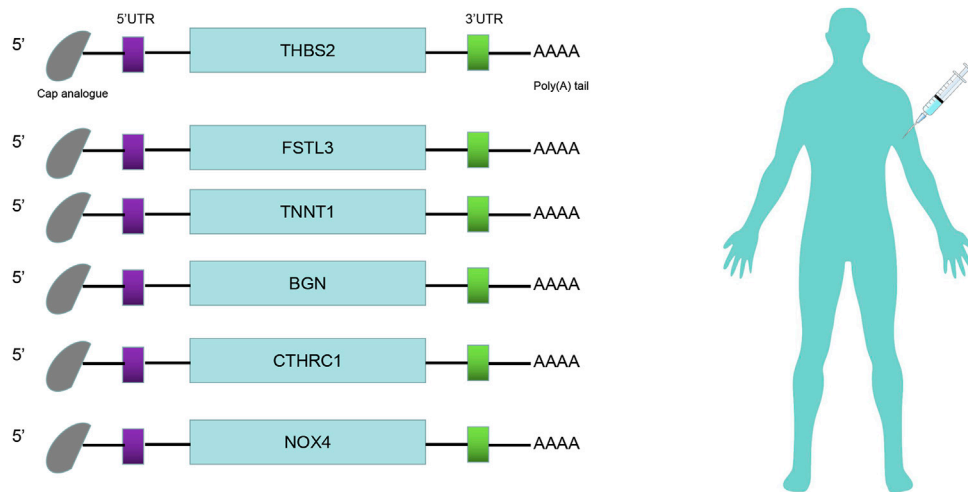 5'UTR
3'UTR
5'
THBS2
AAAA
Cap analogue
Poly(A) tail
5'
FSTL3
AAAA
5'
TNNT1
AAAA
5'
BGN
AAAA
5'
CTHRC1
AAAA
5'
NOX4
AAAA